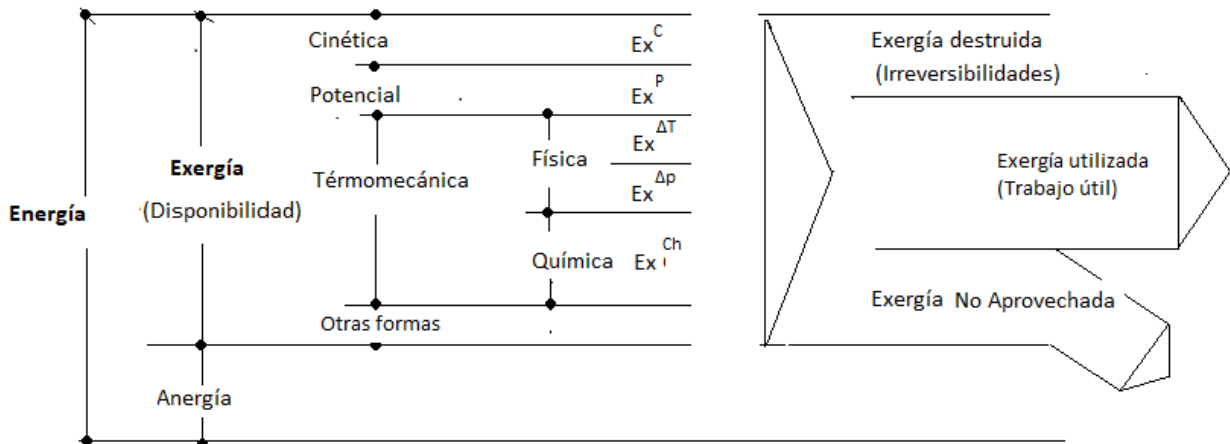 Energía
Exergía
(Disponibilidad)
Anergía
Cinética
Potencial
Térmomecánica
Otras formas
Física
Química
Ex^C
Ex^P
Ex^ΔT
Ex^Δp
Ex^Ch
Exergía destruida
(Irreversibilidades)
Exergía utilizada
(Trabajo útil)
Exergía No Aprovechada